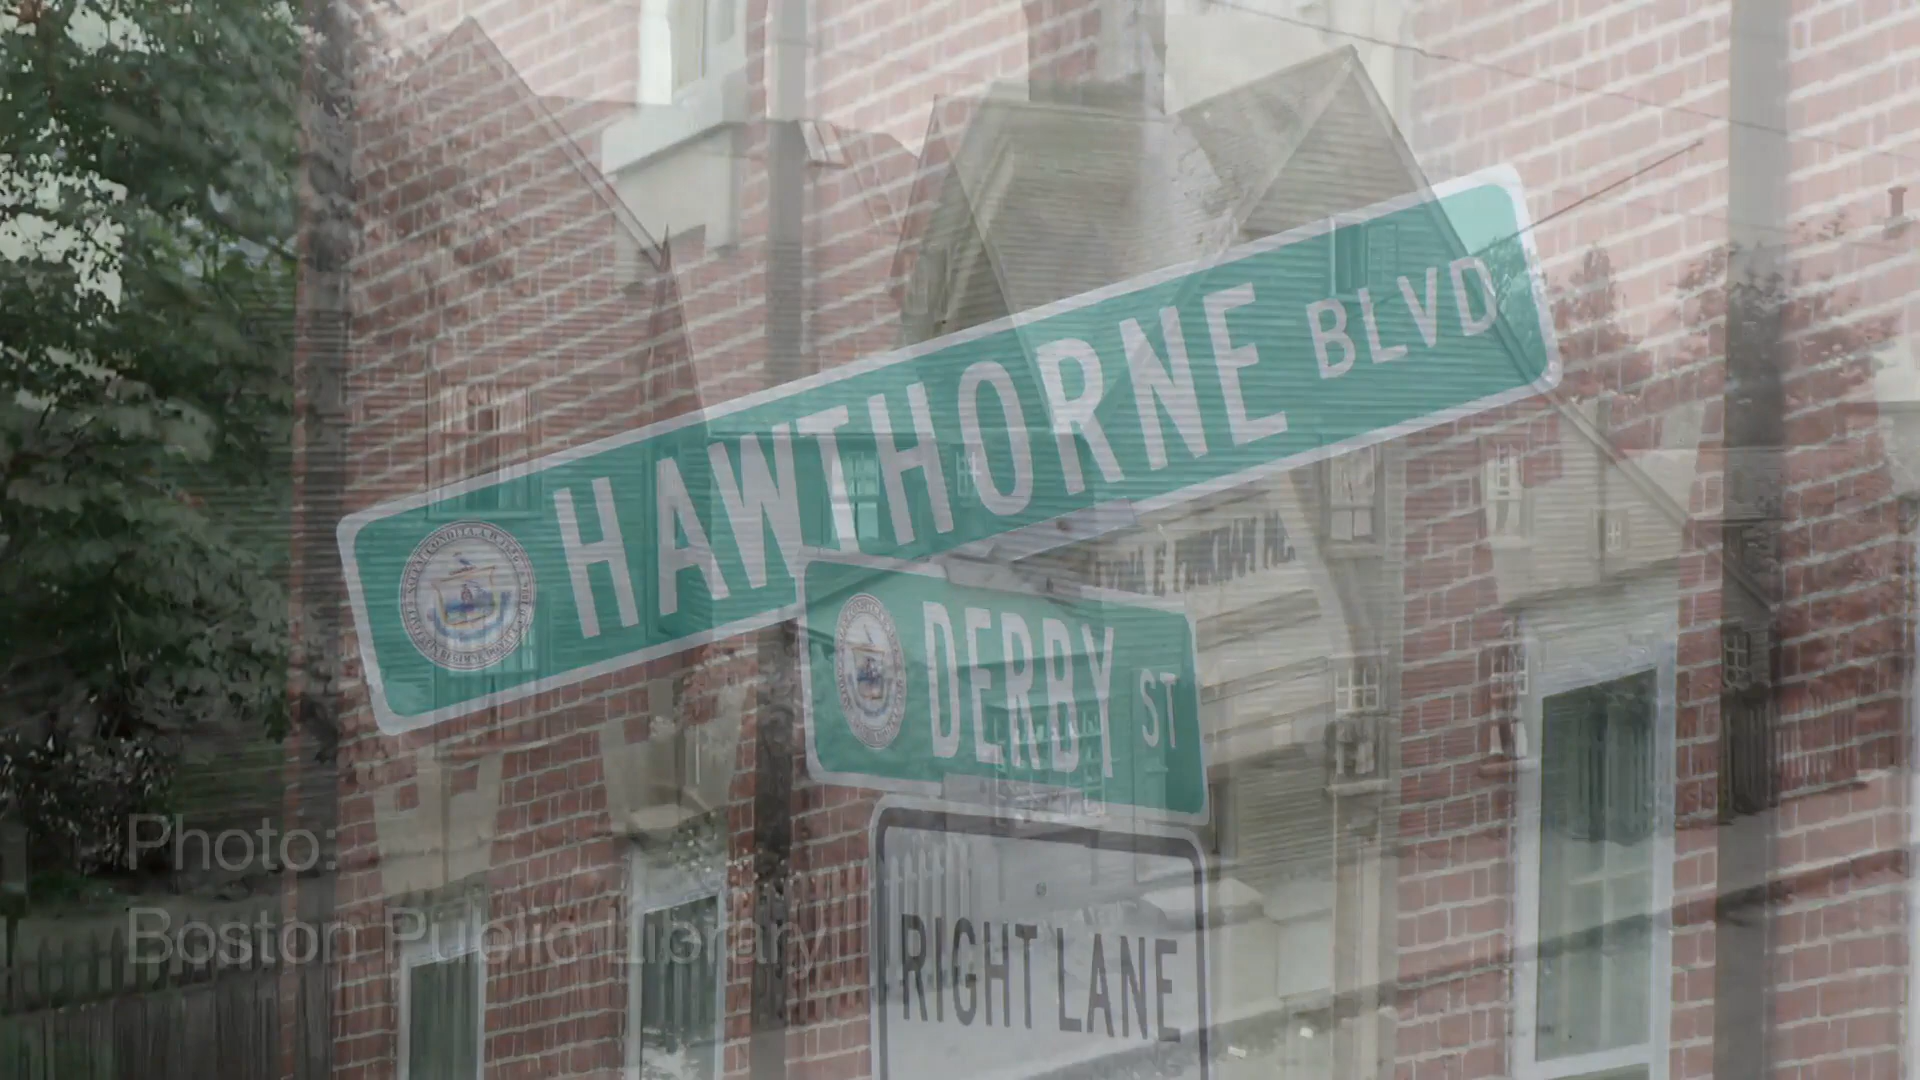 HAWTHORNE BLVD
DERBY ST
RIGHT LANE
Photo:
Boston Public Library